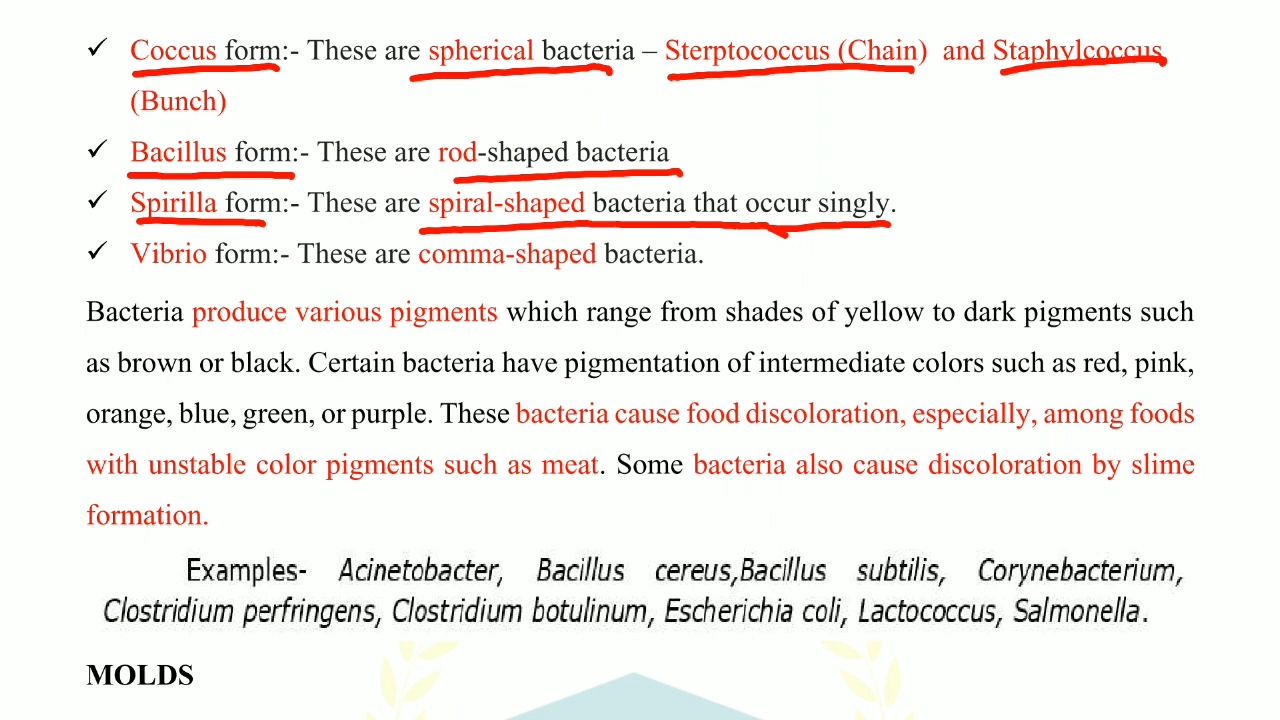 ✓ Coccus form:- These are spherical bacteria – Sterptococcus (Chain) and Staphylcoccus
(Bunch)
✓ Bacillus form:- These are rod-shaped bacteria
✓ Spirilla form:- These are spiral-shaped bacteria that occur singly.
✓ Vibrio form:- These are comma-shaped bacteria.
Bacteria produce various pigments which range from shades of yellow to dark pigments such
as brown or black. Certain bacteria have pigmentation of intermediate colors such as red, pink,
orange, blue, green, or purple. These bacteria cause food discoloration, especially, among foods
with unstable color pigments such as meat. Some bacteria also cause discoloration by slime
formation.
Examples- Acinetobacter, Bacillus cereus,Bacillus subtilis, Corynebacterium,
Clostridium perfringens, Clostridium botulinum, Escherichia coli, Lactococcus, Salmonella.
MOLDS